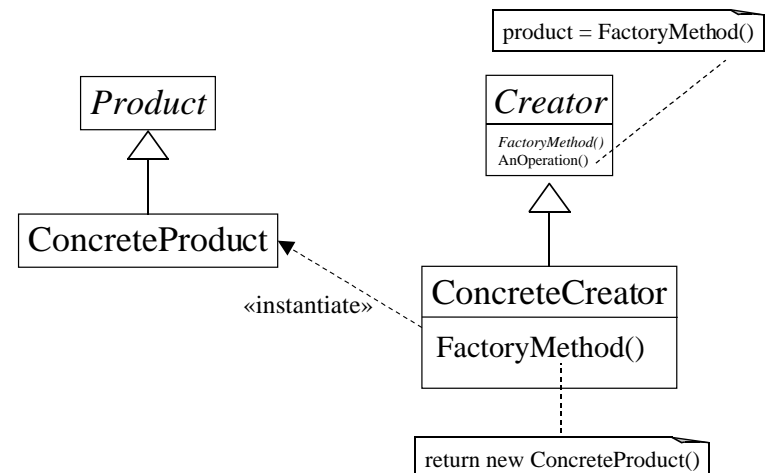 product = FactoryMethod()
Product
Creator
FactoryMethod()
AnOperation()
ConcreteProduct
«instantiate»
ConcreteCreator
FactoryMethod()
return new ConcreteProduct()